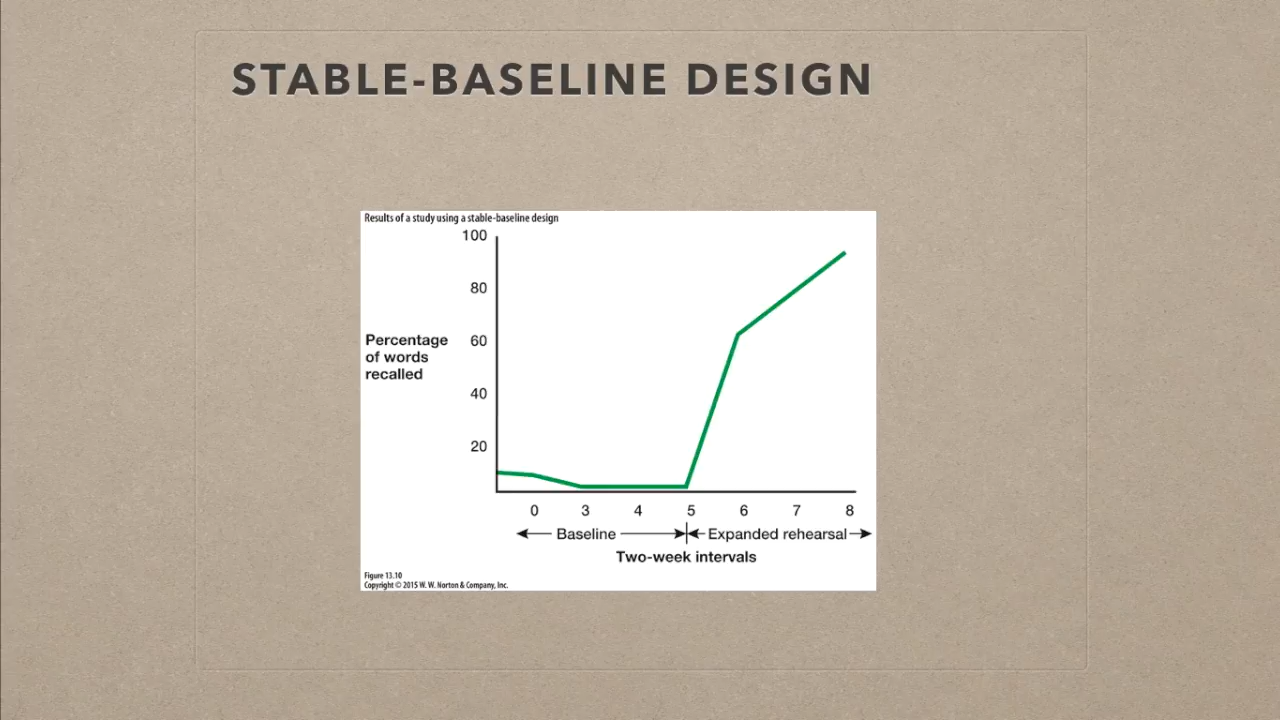 STABLE-BASELINE DESIGN
Results of a study using a stable-baseline design
100
80
Percentage
of words
recalled
60
40
20
0 3 4 5 6 7 8
Baseline Expanded rehearsal
Two-week intervals
Figure 13.10
Copyright © 2015 W. W. Norton & Company, Inc.